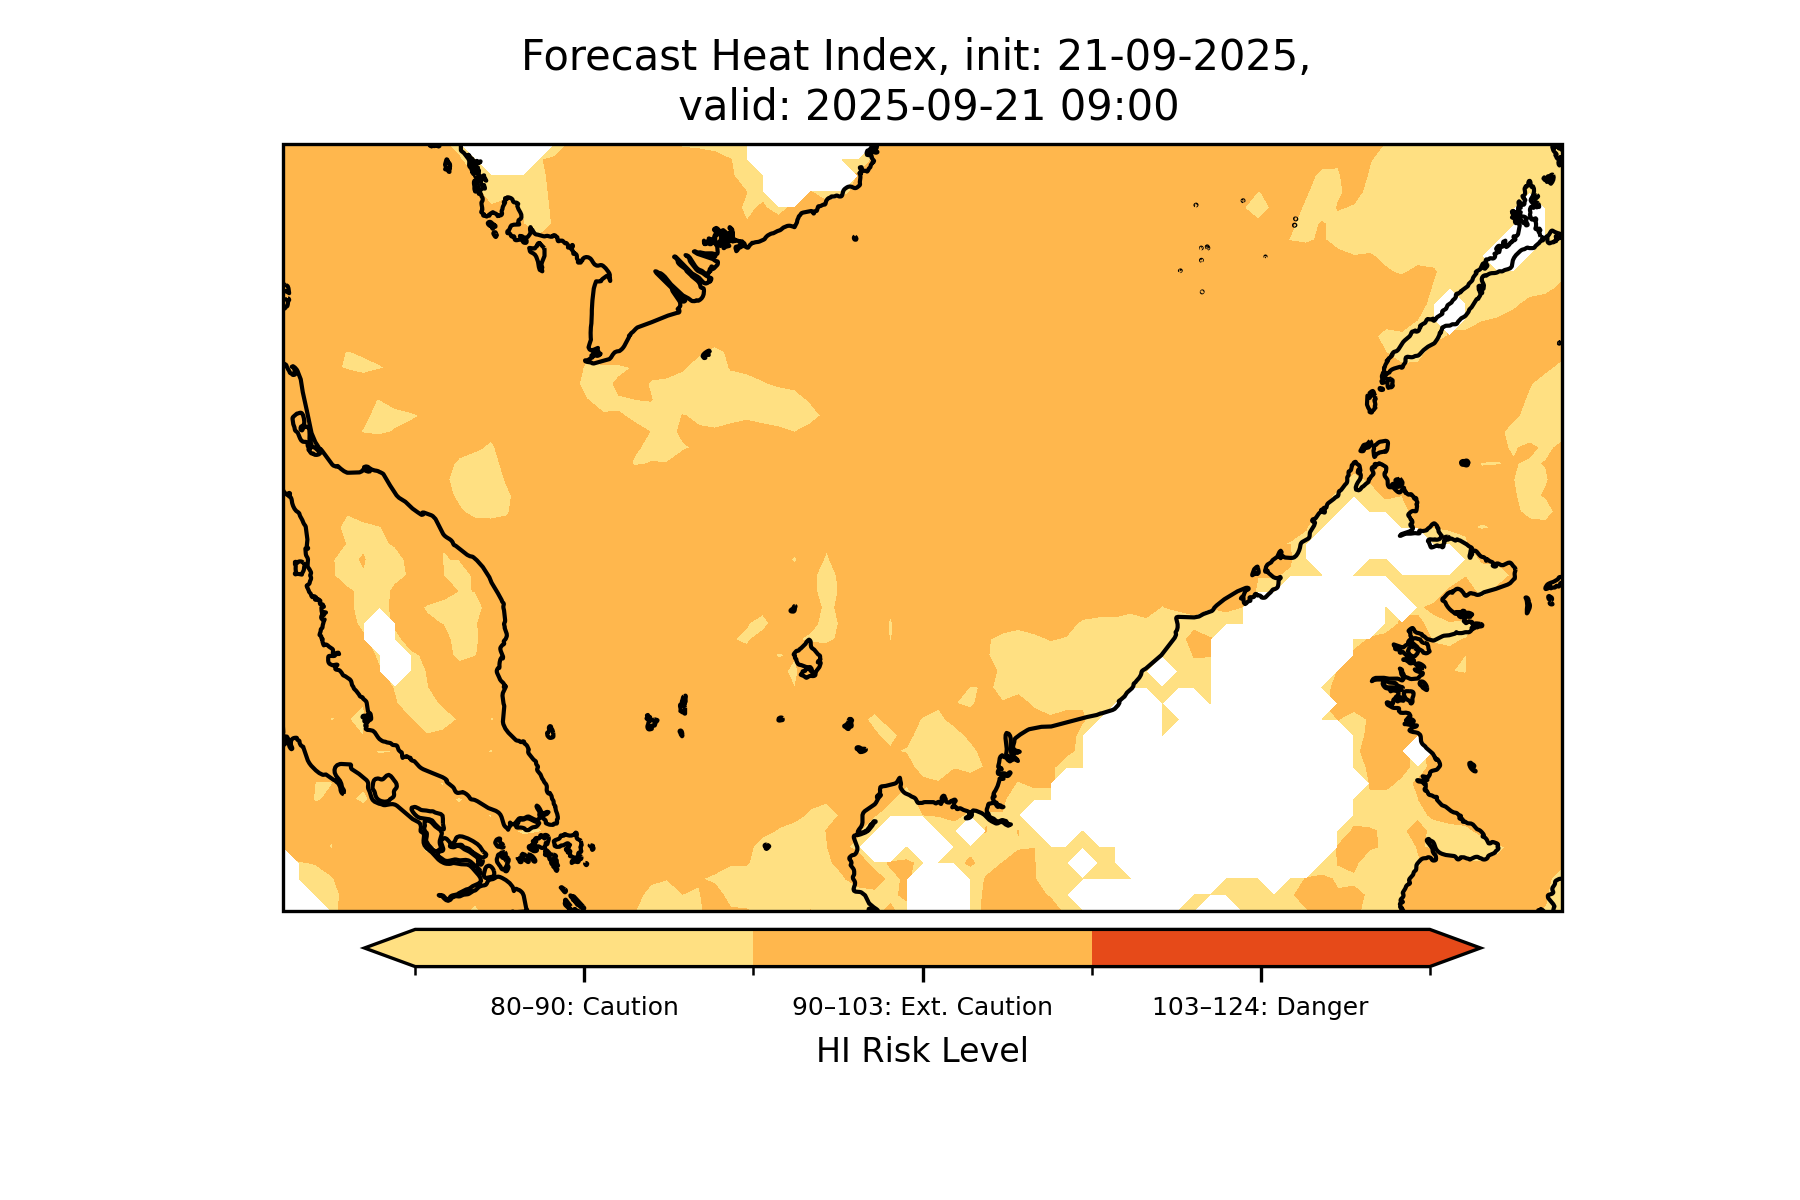 Forecast Heat Index, init: 21-09-2025,
valid: 2025-09-21 09:00
80–90: Caution
90–103: Ext. Caution
103–124: Danger
HI Risk Level